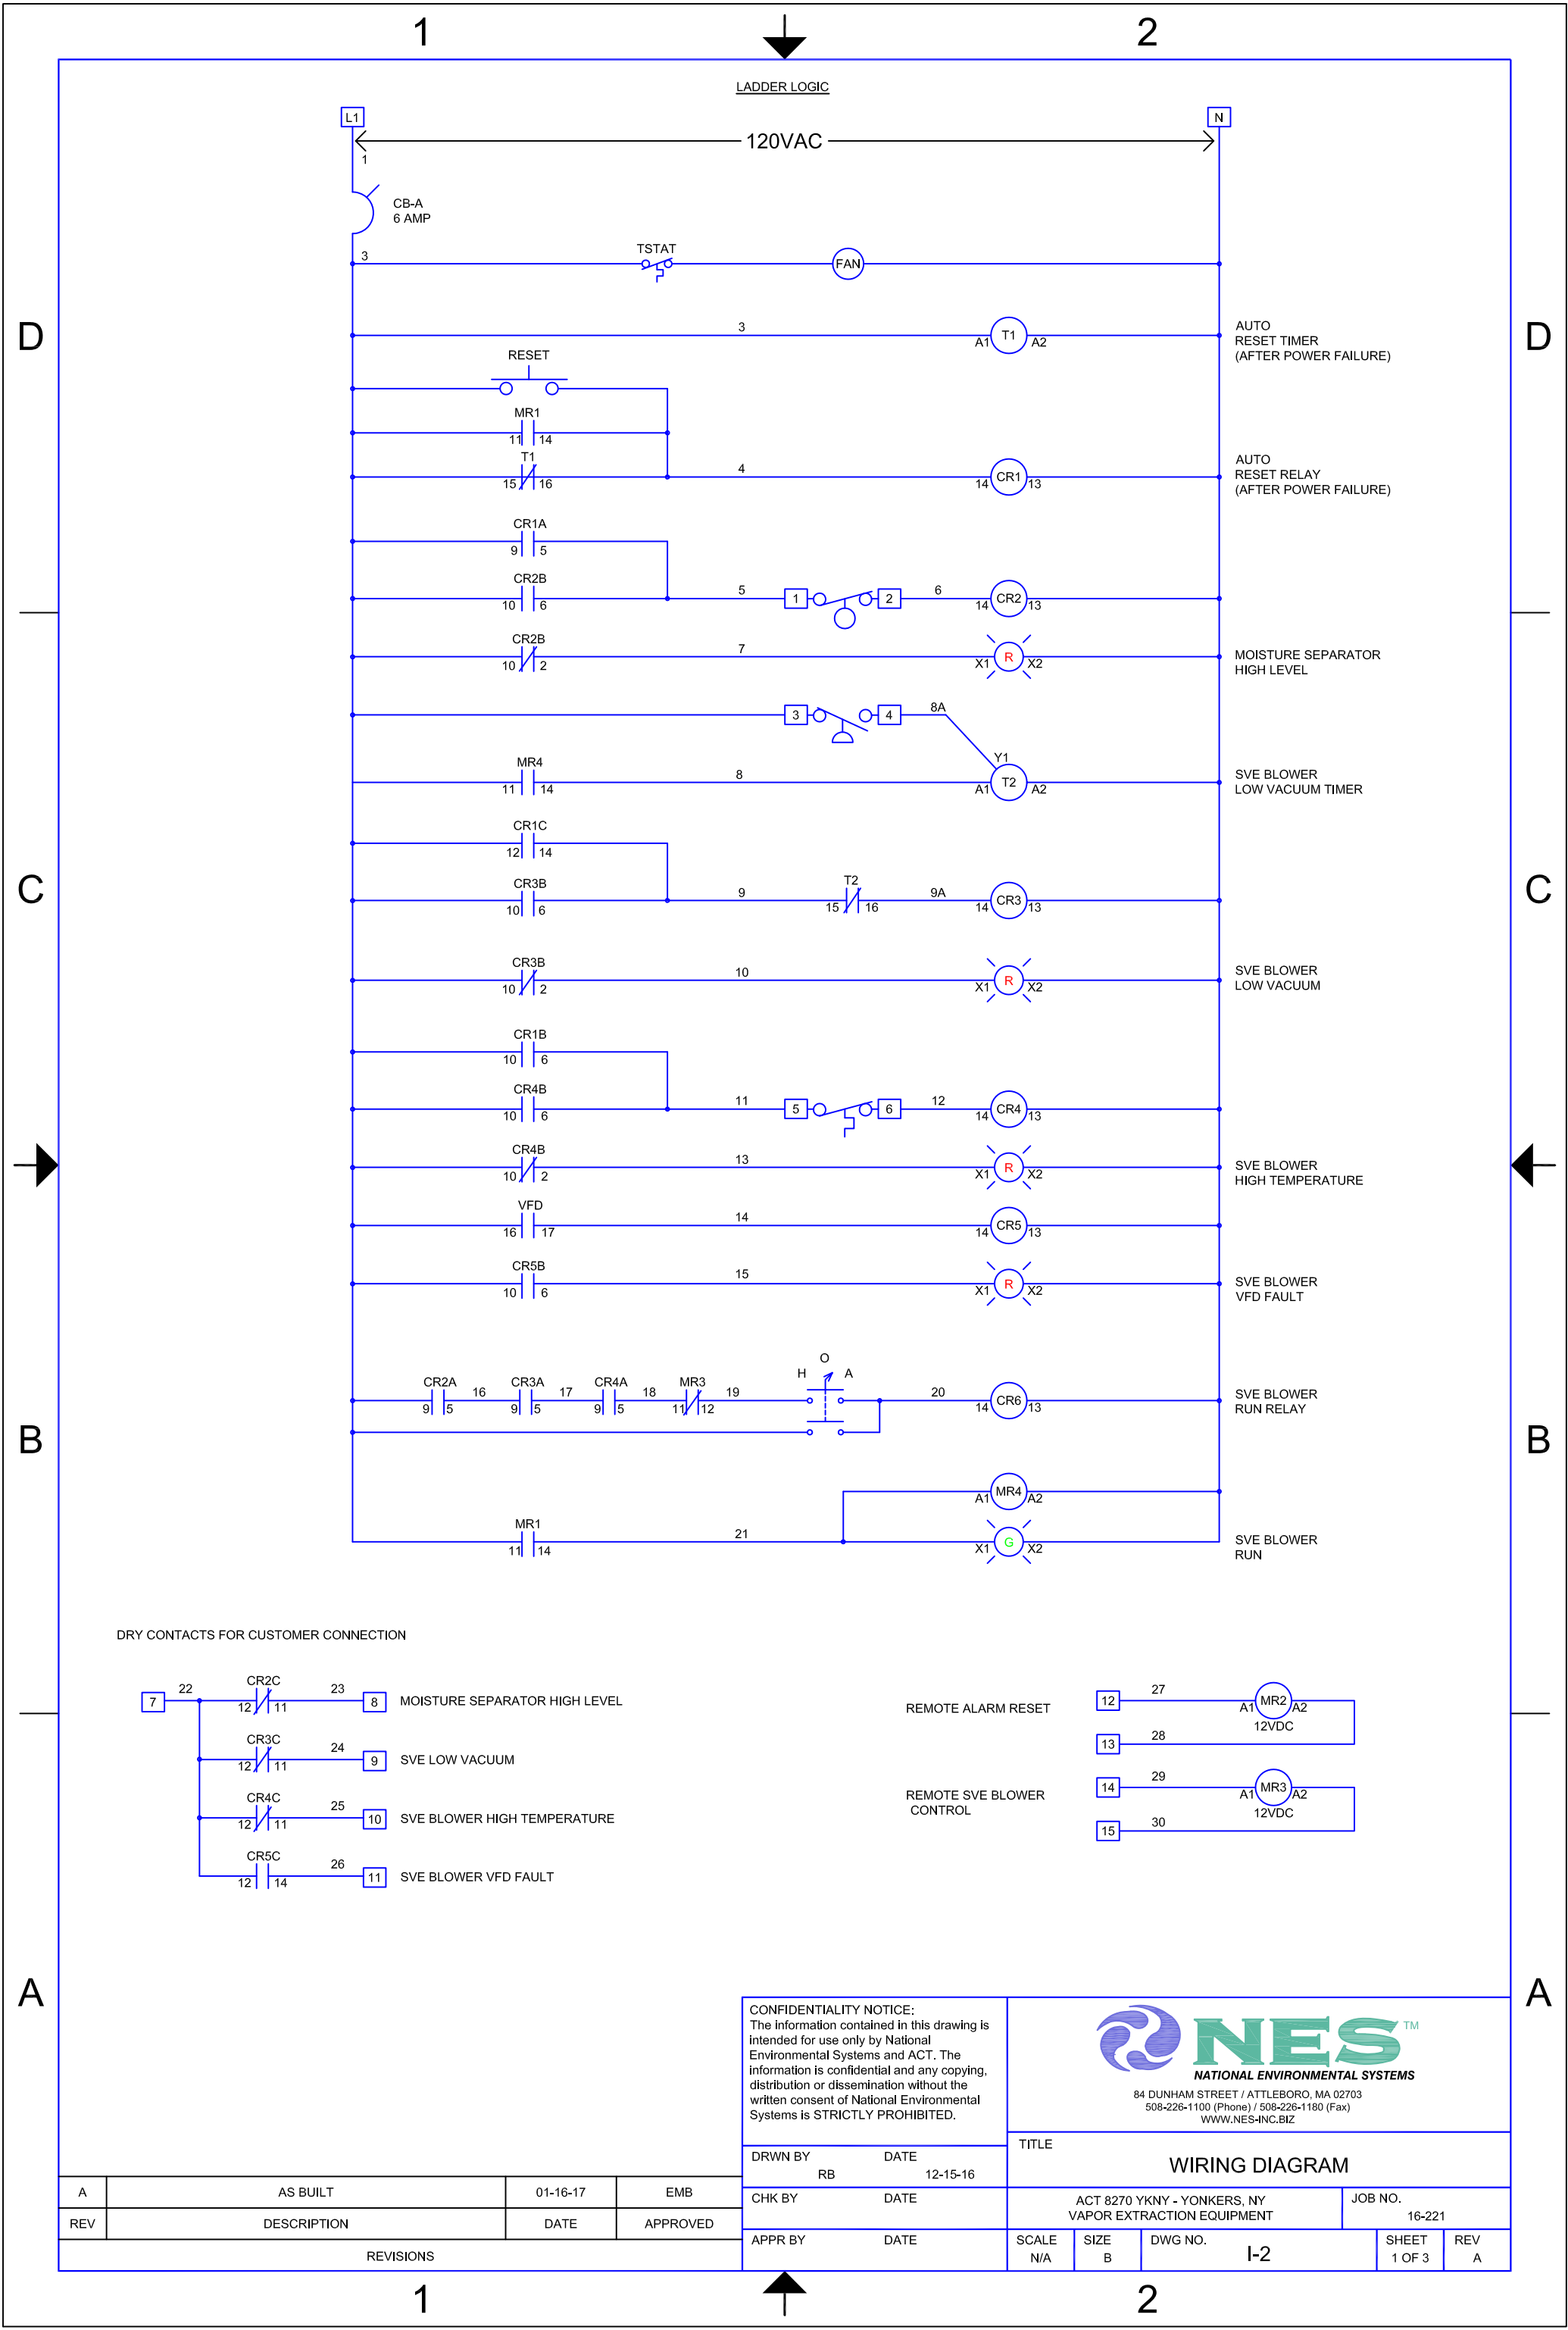 1
2
LADDER LOGIC
L1
N
120VAC
1
CB-A
6 AMP
3
TSTAT
FAN
D
D
3
A1 T1 A2
AUTO
RESET TIMER
(AFTER POWER FAILURE)
RESET
MR1
11 14
T1
15 16
4
14 CR1 13
AUTO
RESET RELAY
(AFTER POWER FAILURE)
CR1A
9 5
CR2B
10 6
5
1
2
6
14 CR2 13
CR2B
10 2
7
X1 R X2
MOISTURE SEPARATOR
HIGH LEVEL
3
4
8A
Y1
MR4
11 14
8
A1 T2 A2
SVE BLOWER
LOW VACUUM TIMER
CR1C
12 14
C
C
CR3B
10 6
9
T2
15 16
9A
14 CR3 13
CR3B
10 2
10
X1 R X2
SVE BLOWER
LOW VACUUM
CR1B
10 6
CR4B
10 6
11
5
6
12
14 CR4 13
CR4B
10 2
13
X1 R X2
SVE BLOWER
HIGH TEMPERATURE
VFD
16 17
14
14 CR5 13
CR5B
10 6
15
X1 R X2
SVE BLOWER
VFD FAULT
H O A
CR2A
9 5
16
CR3A
9 5
17
CR4A
9 5
18
MR3
11 12
19
20
14 CR6 13
SVE BLOWER
RUN RELAY
B
B
A1 MR4 A2
MR1
11 14
21
X1 G X2
SVE BLOWER
RUN
DRY CONTACTS FOR CUSTOMER CONNECTION
7
22
CR2C
12 11
23
8
MOISTURE SEPARATOR HIGH LEVEL
CR3C
12 11
24
9
SVE LOW VACUUM
CR4C
12 11
25
10
SVE BLOWER HIGH TEMPERATURE
CR5C
12 14
26
11
SVE BLOWER VFD FAULT
REMOTE ALARM RESET
12
27
A1 MR2 A2
12VDC
13
28
REMOTE SVE BLOWER
CONTROL
14
29
A1 MR3 A2
12VDC
15
30
A
A
CONFIDENTIALITY NOTICE:
The information contained in this drawing is
intended for use only by National
Environmental Systems and ACT. The
information is confidential and any copying,
distribution or dissemination without the
written consent of National Environmental
Systems is STRICTLY PROHIBITED.
NES TM
NATIONAL ENVIRONMENTAL SYSTEMS
84 DUNHAM STREET / ATTLEBORO, MA 02703
508-226-1100 (Phone) / 508-226-1180 (Fax)
WWW.NES-INC.BIZ
DRWN BY DATE
RB 12-15-16
TITLE
WIRING DIAGRAM
CHK BY DATE
ACT 8270 YKNY - YONKERS, NY
VAPOR EXTRACTION EQUIPMENT
JOB NO.
16-221
APPR BY DATE
SCALE
N/A
SIZE
B
DWG NO.
I-2
SHEET
1 OF 3
REV
A
A AS BUILT 01-16-17 EMB
REV DESCRIPTION DATE APPROVED
REVISIONS
1
2